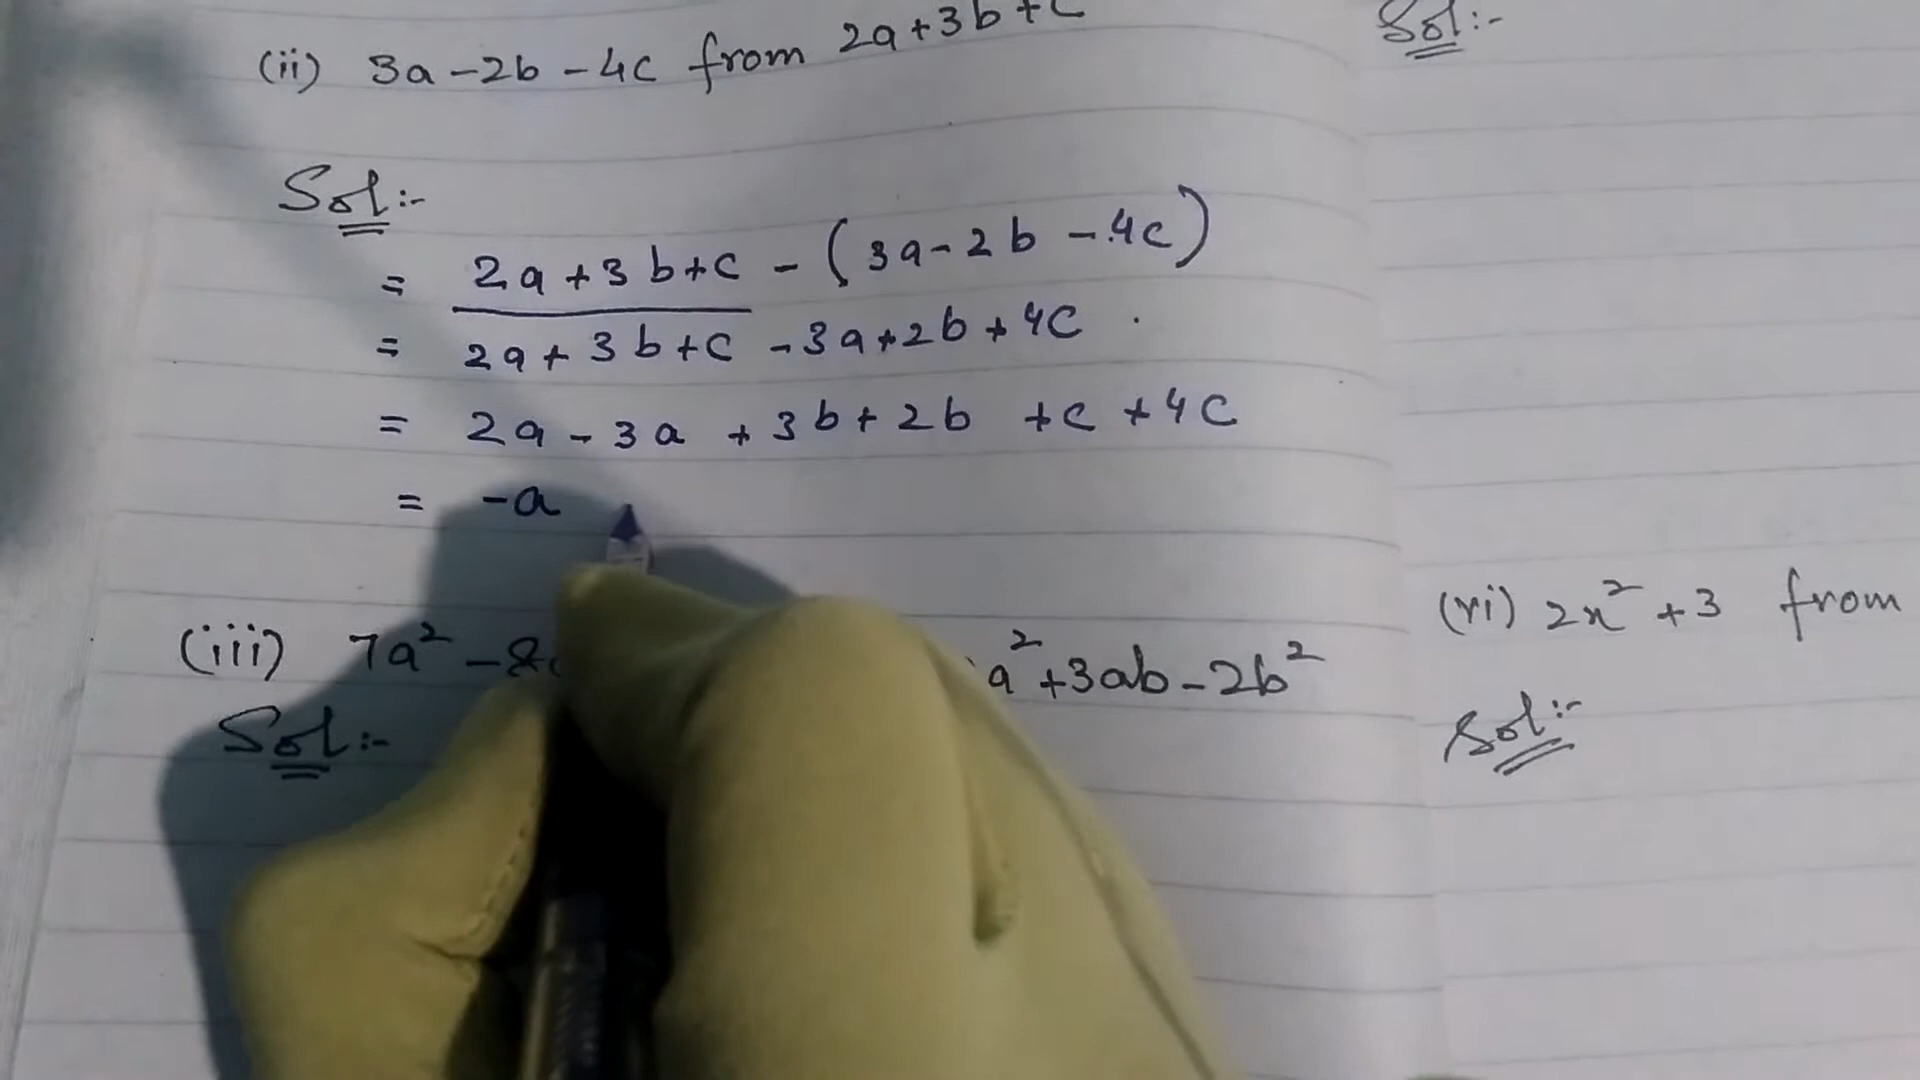 (ii) 3a - 2b - 4c from 2a + 3b + c
Sol:-
= 2a + 3b + c - (3a - 2b - 4c)
= 2a + 3b + c - 3a + 2b + 4c
= 2a - 3a + 3b + 2b + c + 4c
= -a
(iii) 7a² - 8 a² + 3ab - 2b²
Sol:-
Sol:-
(vi) 2x² + 3 from
Sol:-